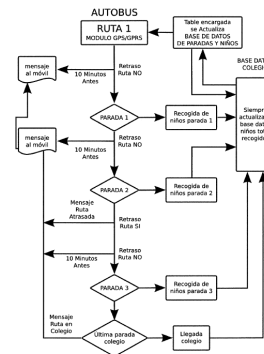 AUTOBUS
RUTA 1
MODULO GPS/GPRS
Table encargada
se Actualiza
BASE DE DATOS
DE PARADAS Y NIÑOS
BASE DAT
COLEGI
mensaje
al móvil
10 Minutos
Antes
Retraso
Ruta NO
PARADA 1
Recogida de
niños parada 1
Siempr
actualiza
base dat
niños tot
recogid
mensaje
al móvil
10 Minutos
Antes
Retraso
Ruta NO
PARADA 2
Recogida de
niños parada 2
Mensaje
Ruta
Atrasada
Retraso
Ruta SI
10 Minutos
Antes
Retraso
Ruta NO
PARADA 3
Recogida de
niños parada 3
Mensaje
Ruta en
Colegio
Última parada
colegio
Llegada
colegio